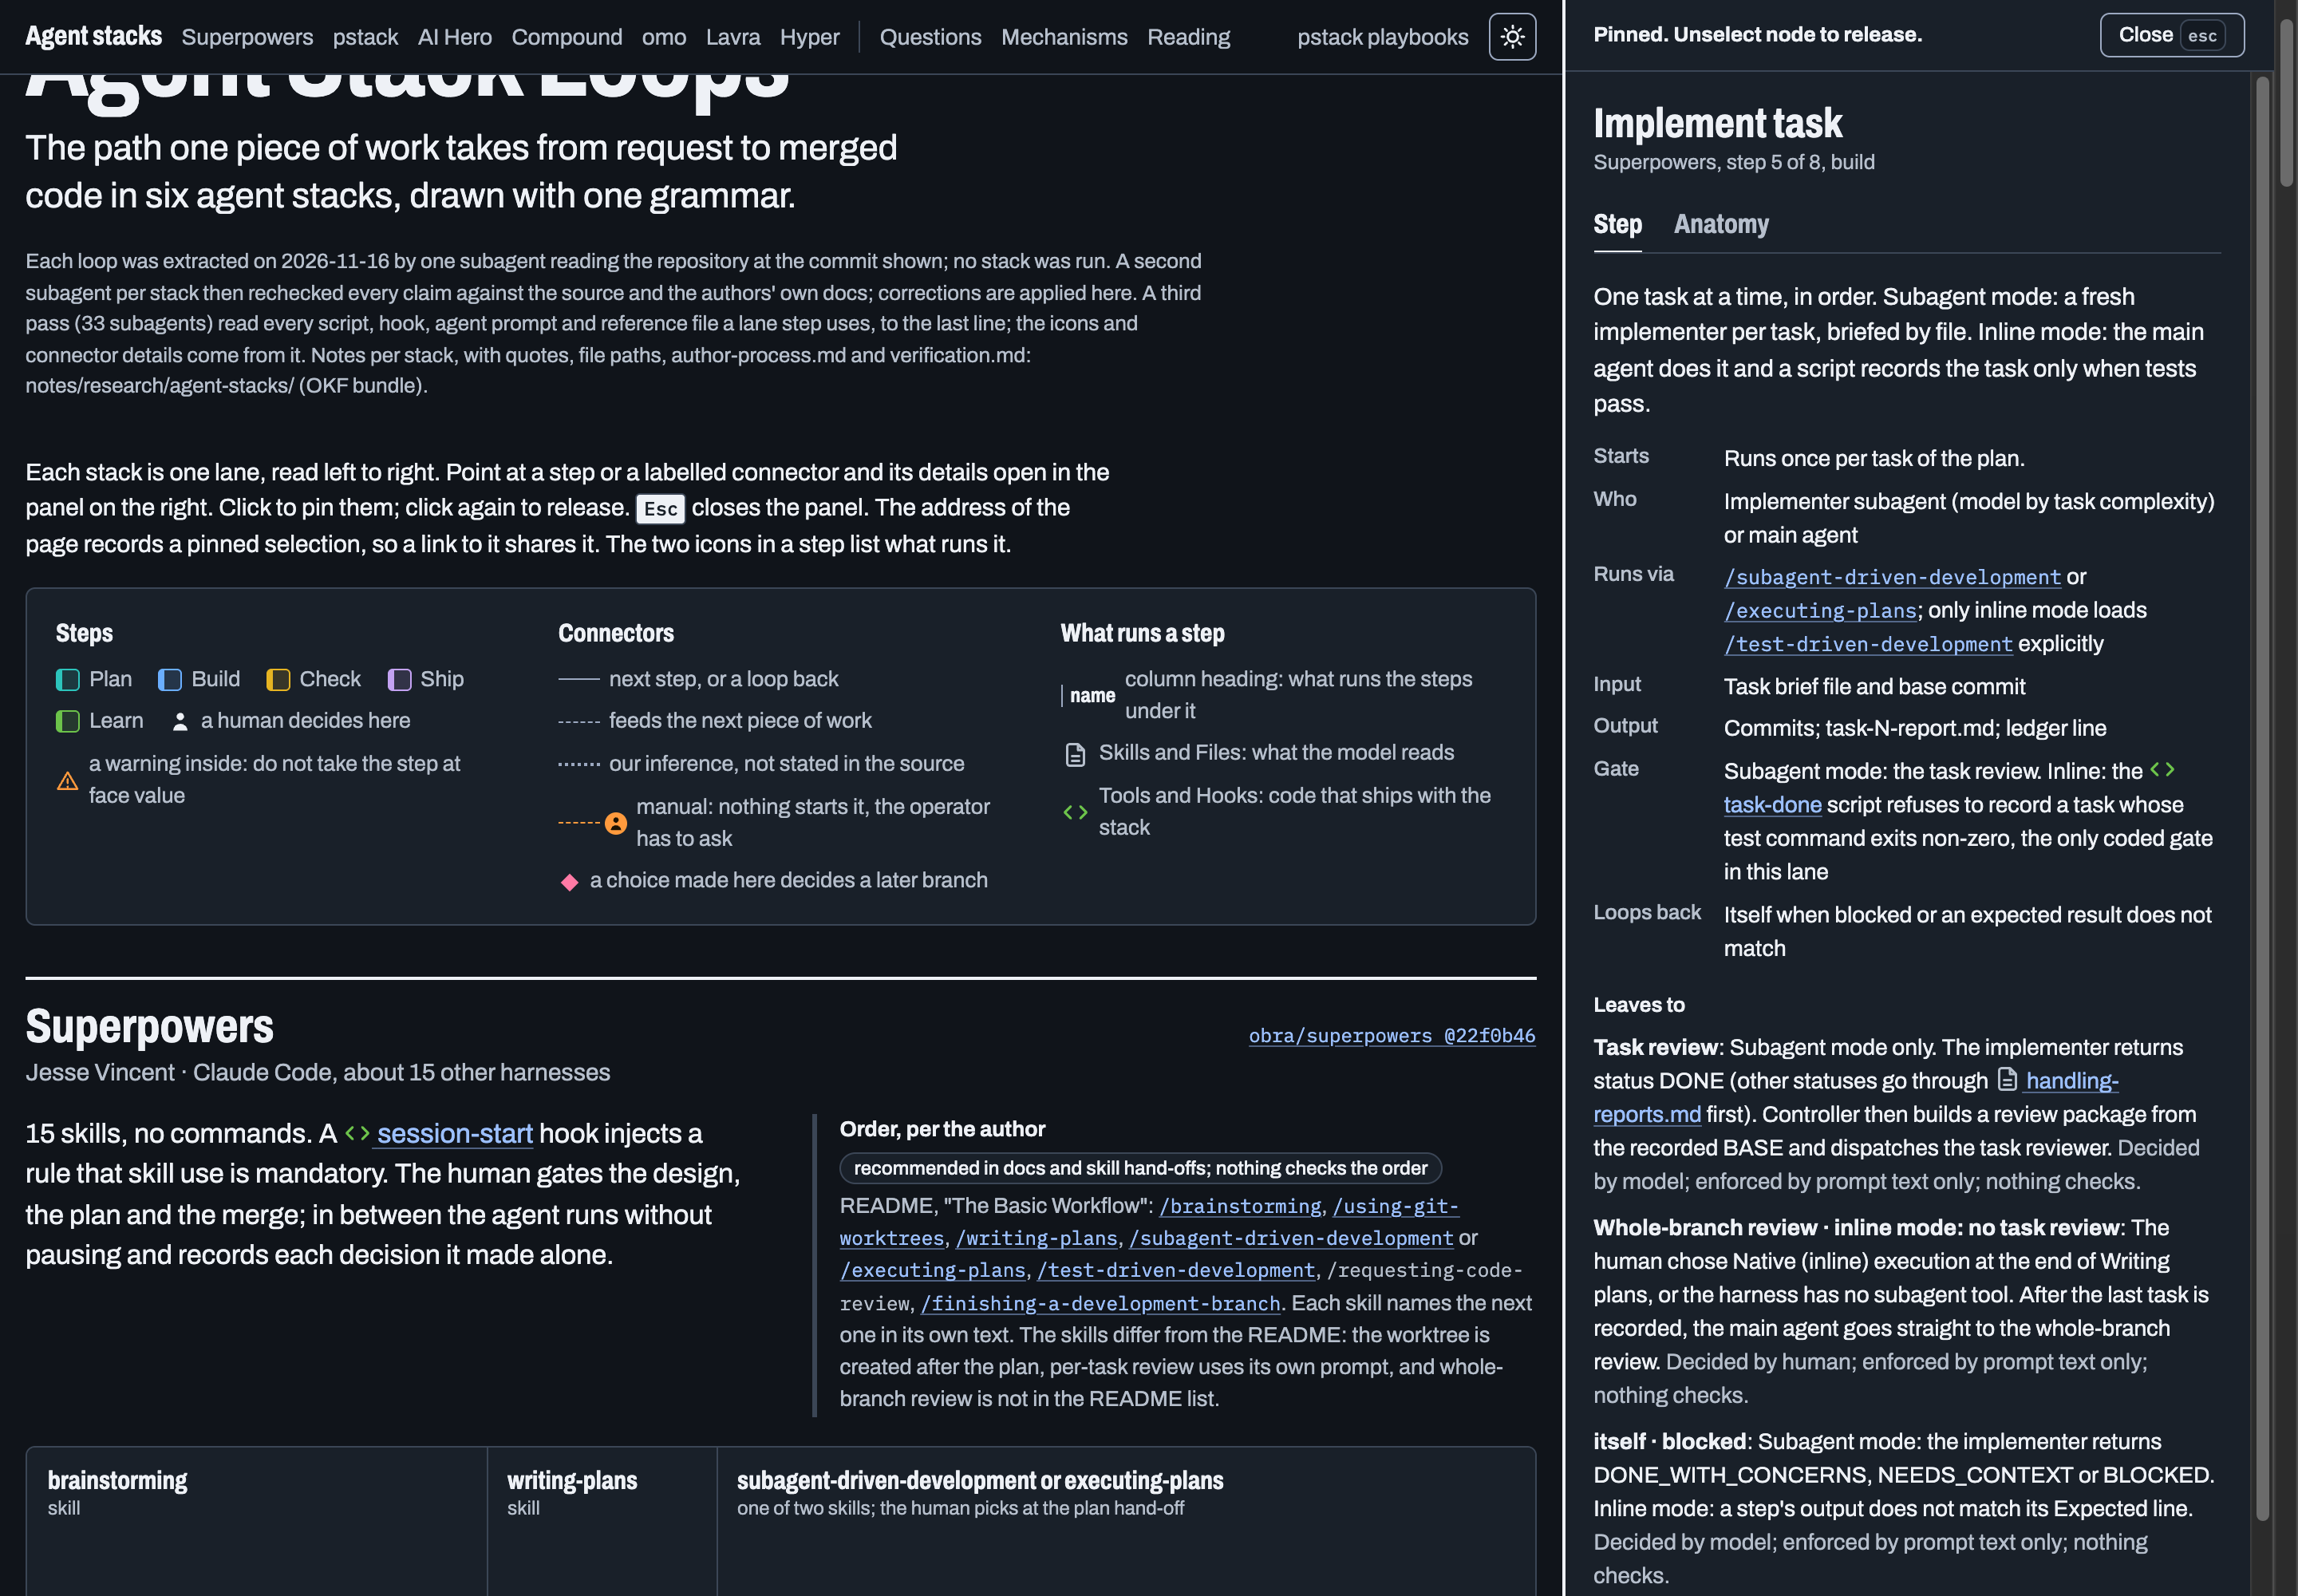 Agent stacks Superpowers pstack AI Hero Compound omo Lavra Hyper Questions Mechanisms Reading pstack playbooks
Agent Stack Loops
The path one piece of work takes from request to merged
code in six agent stacks, drawn with one grammar.
Each loop was extracted on 2026-11-16 by one subagent reading the repository at the commit shown; no stack was run. A second
subagent per stack then rechecked every claim against the source and the authors' own docs; corrections are applied here. A third
pass (33 subagents) read every script, hook, agent prompt and reference file a lane step uses, to the last line; the icons and
connector details come from it. Notes per stack, with quotes, file paths, author-process.md and verification.md:
notes/research/agent-stacks/ (OKF bundle).
Each stack is one lane, read left to right. Point at a step or a labelled connector and its details open in the
panel on the right. Click to pin them; click again to release. Esc closes the panel. The address of the
page records a pinned selection, so a link to it shares it. The two icons in a step list what runs it.
Steps
Plan Build Check Ship
Learn a human decides here
a warning inside: do not take the step at
face value
Connectors
next step, or a loop back
feeds the next piece of work
our inference, not stated in the source
manual: nothing starts it, the operator
has to ask
a choice made here decides a later branch
What runs a step
name column heading: what runs the steps
under it
Skills and Files: what the model reads
<> Tools and Hooks: code that ships with the
stack
Superpowers
obra/superpowers @22f0b46
Jesse Vincent · Claude Code, about 15 other harnesses
15 skills, no commands. A <> session-start hook injects a
rule that skill use is mandatory. The human gates the design,
the plan and the merge; in between the agent runs without
pausing and records each decision it made alone.
Order, per the author
recommended in docs and skill hand-offs; nothing checks the order
README, "The Basic Workflow": /brainstorming, /using-git-
worktrees, /writing-plans, /subagent-driven-development or
/executing-plans, /test-driven-development, /requesting-code-
review, /finishing-a-development-branch. Each skill names the next
one in its own text. The skills differ from the README: the worktree is
created after the plan, per-task review uses its own prompt, and whole-
branch review is not in the README list.
brainstorming
skill
writing-plans
skill
subagent-driven-development or executing-plans
one of two skills; the human picks at the plan hand-off
Pinned. Unselect node to release.
Close esc
Implement task
Superpowers, step 5 of 8, build
Step Anatomy
One task at a time, in order. Subagent mode: a fresh
implementer per task, briefed by file. Inline mode: the main
agent does it and a script records the task only when tests
pass.
Starts Runs once per task of the plan.
Who Implementer subagent (model by task complexity)
or main agent
Runs via /subagent-driven-development or
/executing-plans; only inline mode loads
/test-driven-development explicitly
Input Task brief file and base commit
Output Commits; task-N-report.md; ledger line
Gate Subagent mode: the task review. Inline: the <>
task-done script refuses to record a task whose
test command exits non-zero, the only coded gate
in this lane
Loops back Itself when blocked or an expected result does not
match
Leaves to
Task review: Subagent mode only. The implementer returns
status DONE (other statuses go through handling-
reports.md first). Controller then builds a review package from
the recorded BASE and dispatches the task reviewer. Decided
by model; enforced by prompt text only; nothing checks.
Whole-branch review · inline mode: no task review: The
human chose Native (inline) execution at the end of Writing
plans, or the harness has no subagent tool. After the last task is
recorded, the main agent goes straight to the whole-branch
review. Decided by human; enforced by prompt text only;
nothing checks.
itself · blocked: Subagent mode: the implementer returns
DONE_WITH_CONCERNS, NEEDS_CONTEXT or BLOCKED.
Inline mode: a step's output does not match its Expected line.
Decided by model; enforced by prompt text only; nothing
checks.